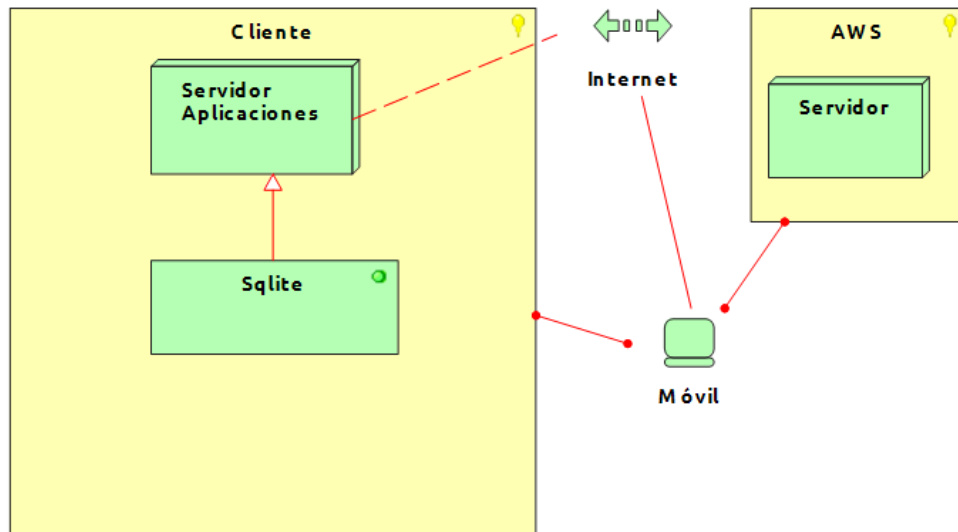 Cliente
Servidor
Aplicaciones
Sqlite
Internet
Móvil
AWS
Servidor